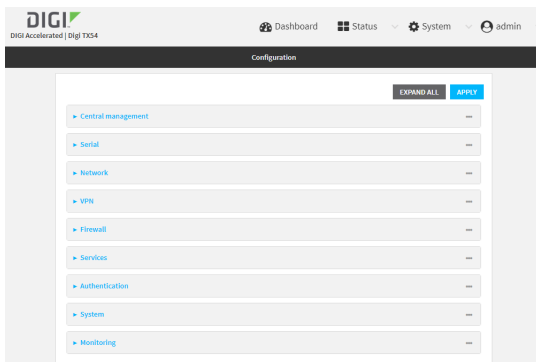 DIGI
DIGI Accelerated | Digi TX54
Dashboard Status System admin
Configuration
EXPAND ALL APPLY
Central management
Serial
Network
VPN
Firewall
Services
Authentication
System
Monitoring